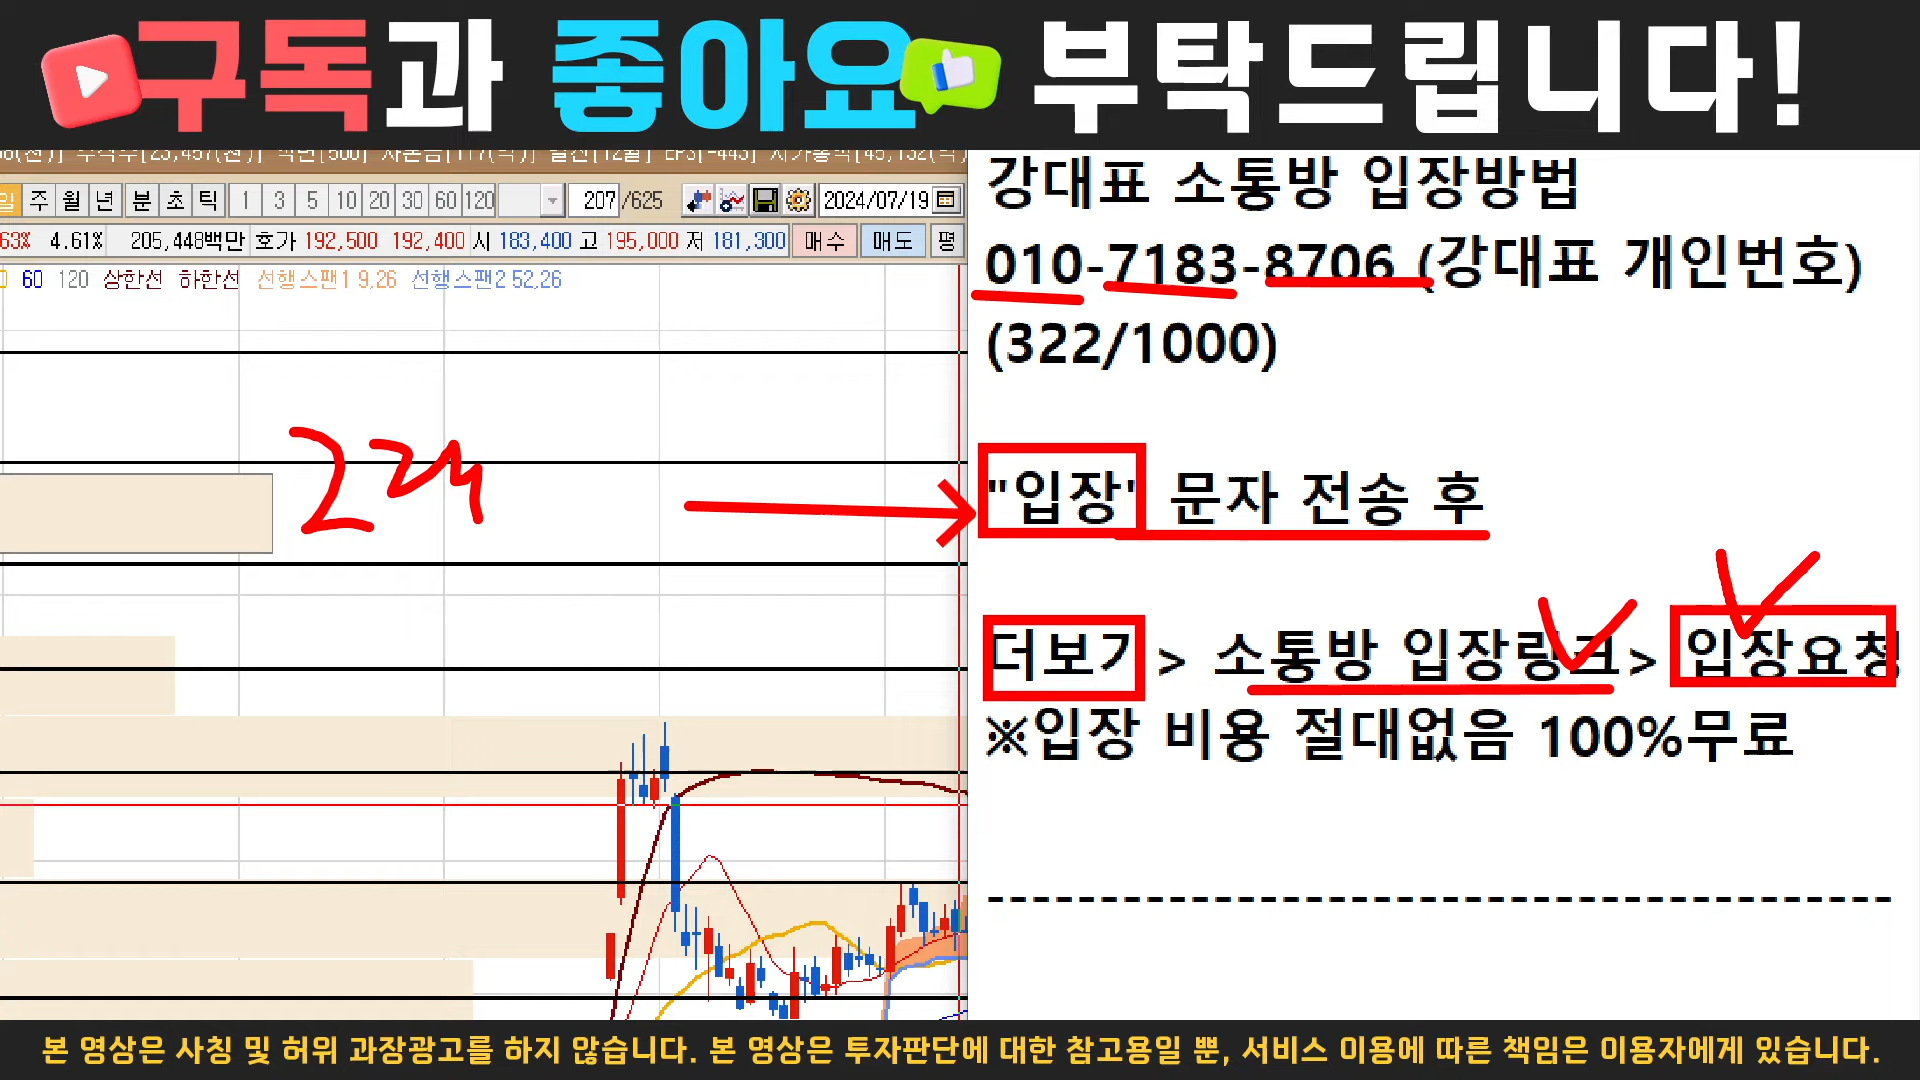 구독과 좋아요 부탁드립니다!
강대표 소통방 입장방법
010-7183-8706 (강대표 개인번호)
(322/1000)
"입장" 문자 전송 후
더보기 > 소통방 입장링크> 입장요청
※입장 비용 절대없음 100%무료
-----------------------------------------
일 주 월 년 분 초 틱 1 3 5 10 20 30 60 120 207 /625 2024/07/19
63% 4.61% 205,448백만 호가 192,500 192,400 시 183,400 고 195,000 저 181,300 매수 매도 평
60 120 상한선 하한선 선행스팬1 9,26 선행스팬2 52,26
224
본 영상은 사칭 및 허위 과장광고를 하지 않습니다. 본 영상은 투자판단에 대한 참고용일 뿐, 서비스 이용에 따른 책임은 이용자에게 있습니다.